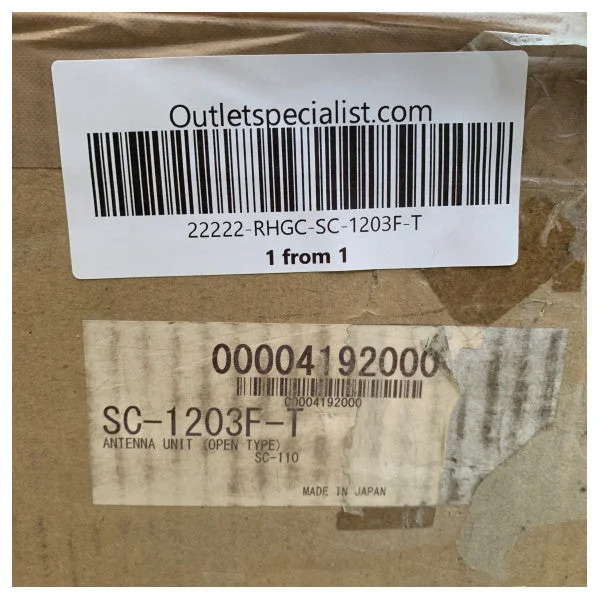 Outletspecialist.com
22222-RHGC-SC-1203F-T
1 from 1
00004192000
00004192000
SC-1203F-T
ANTENNA UNIT (OPEN TYPE)
SC-110
MADE IN JAPAN